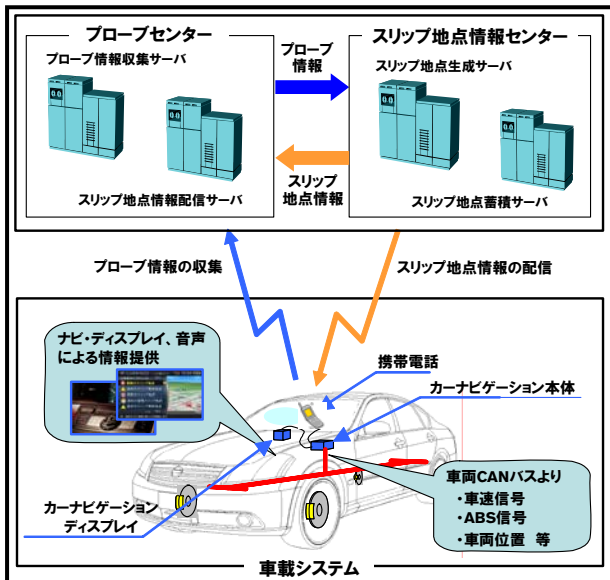 プローブセンター
プローブ情報収集サーバ
スリップ地点情報配信サーバ
プローブ
情報
スリップ
地点情報
スリップ地点情報センター
スリップ地点生成サーバ
スリップ地点蓄積サーバ
プローブ情報の収集
スリップ地点情報の配信
ナビ・ディスプレイ、音声
による情報提供
携帯電話
カーナビゲーション本体
カーナビゲーション
ディスプレイ
車両CANバスより
・車速信号
・ABS信号
・車両位置 等
車載システム